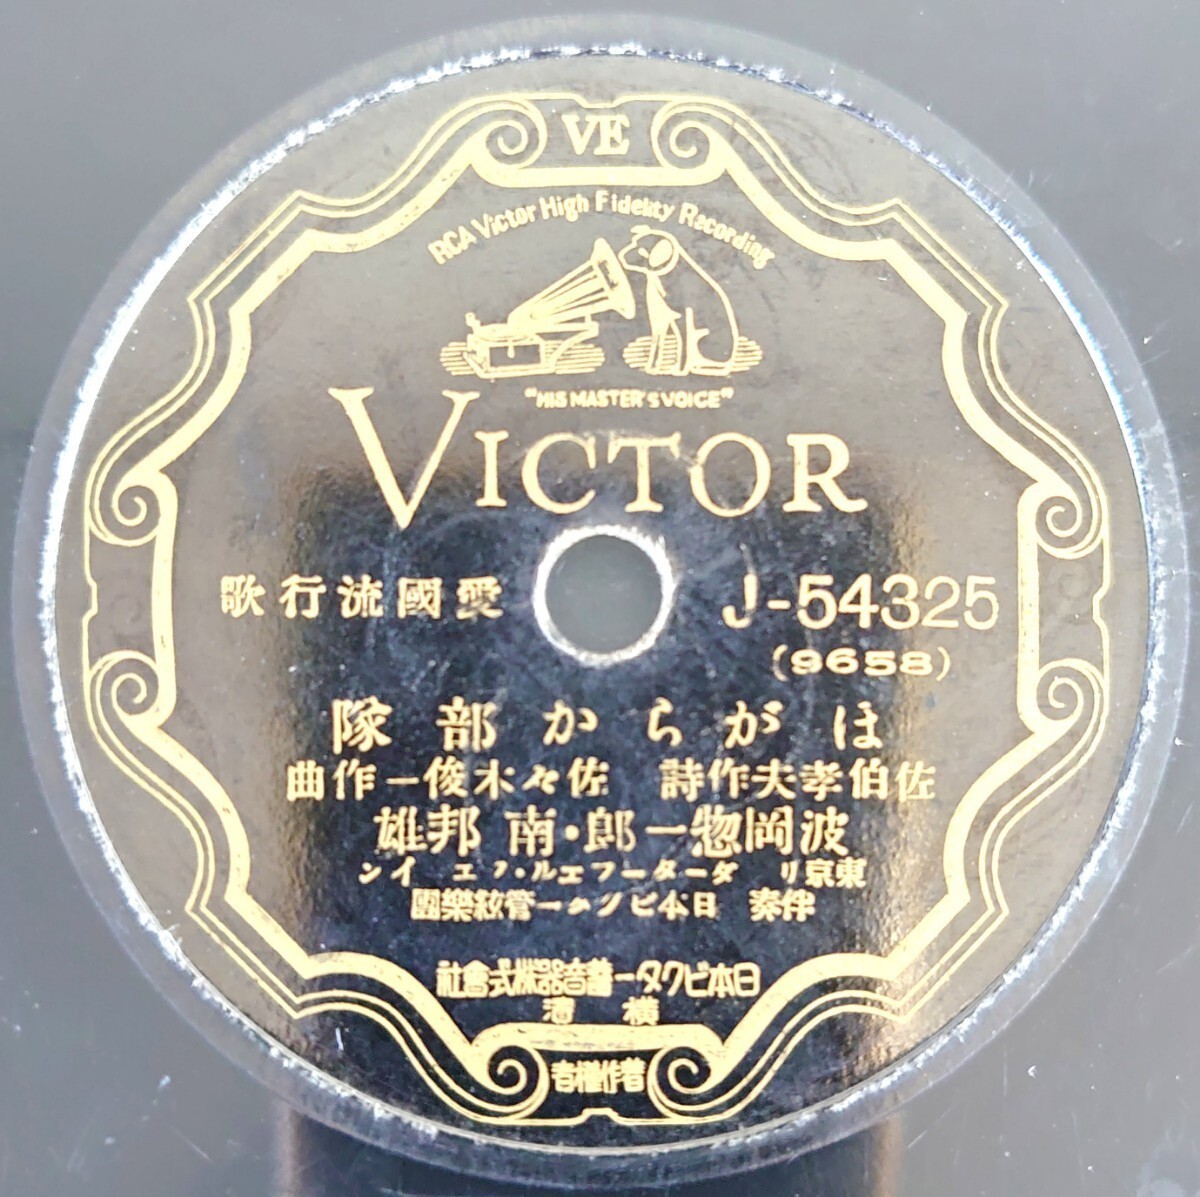 VE
RCA Victor High Fidelity Recording
"HIS MASTER'S VOICE"
VICTOR
愛國流行歌
J-54325
(9658)
ほがらか部隊
佐伯孝夫作詩 佐々木俊一作曲
波岡惣一郎・南邦雄
東京リーダーターフエル・フエライン
伴奏 日本ビクター管絃樂團
日本ビクター蓄音器株式會社
横濱
著作權者